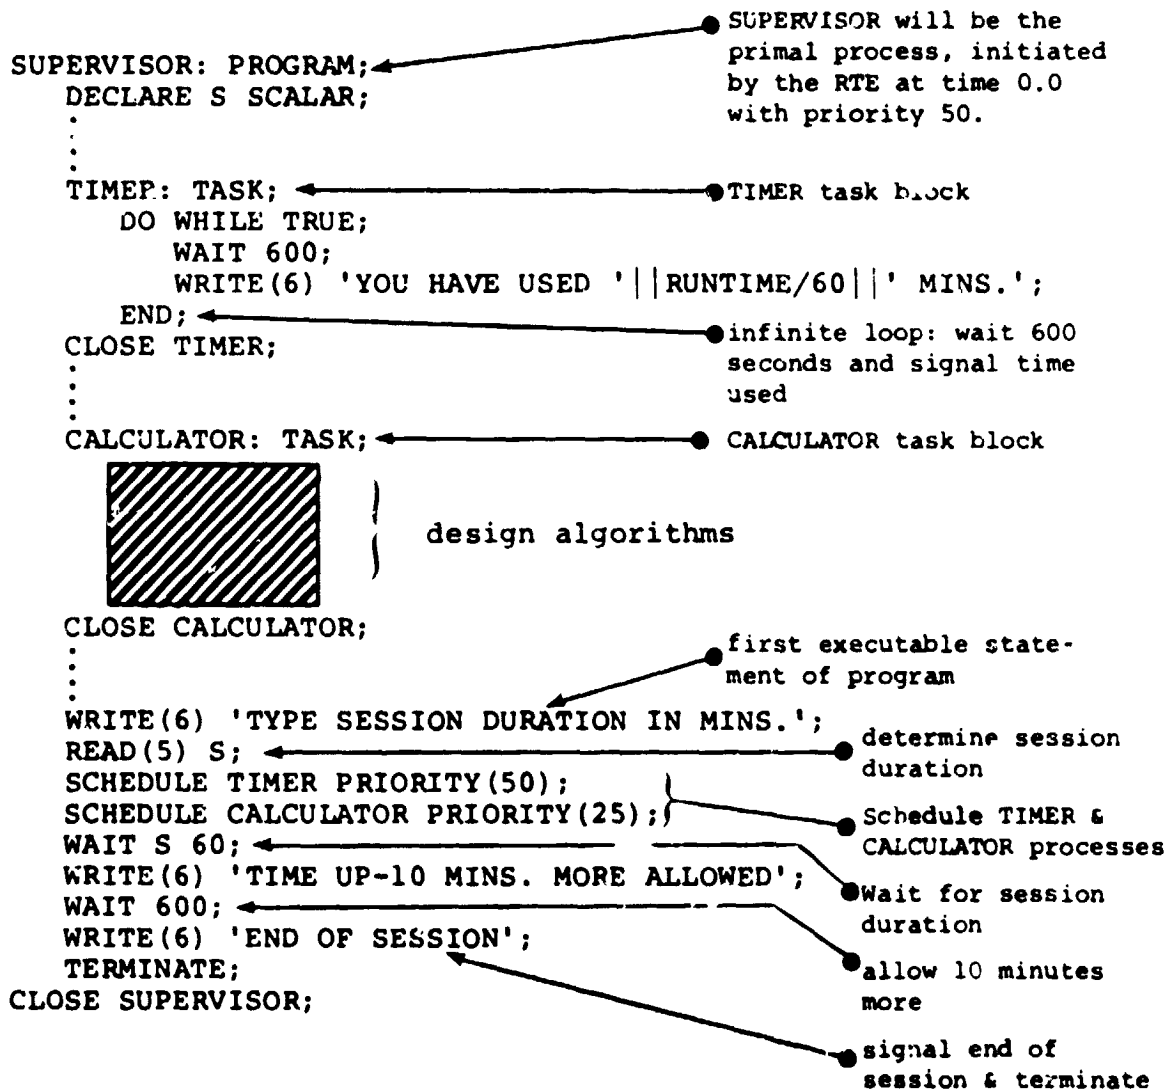 SUPERVISOR will be the
primal process, initiated
by the RTE at time 0.0
with priority 50.
SUPERVISOR: PROGRAM;
DECLARE S SCALAR;
TIMER: TASK;
TIMER task block
DO WHILE TRUE;
WAIT 600;
WRITE(6) 'YOU HAVE USED '||RUNTIME/60||' MINS.';
END;
infinite loop: wait 600
seconds and signal time
used
CLOSE TIMER;
CALCULATOR: TASK;
CALCULATOR task block
design algorithms
CLOSE CALCULATOR;
first executable state-
ment of program
WRITE(6) 'TYPE SESSION DURATION IN MINS.';
READ(5) S;
determine session
duration
SCHEDULE TIMER PRIORITY(50);
SCHEDULE CALCULATOR PRIORITY(25);
Schedule TIMER &
CALCULATOR processes
WAIT S 60;
WRITE(6) 'TIME UP-10 MINS. MORE ALLOWED';
Wait for session
duration
WAIT 600;
WRITE(6) 'END OF SESSION';
TERMINATE;
allow 10 minutes
more
CLOSE SUPERVISOR;
signal end of
session & terminate